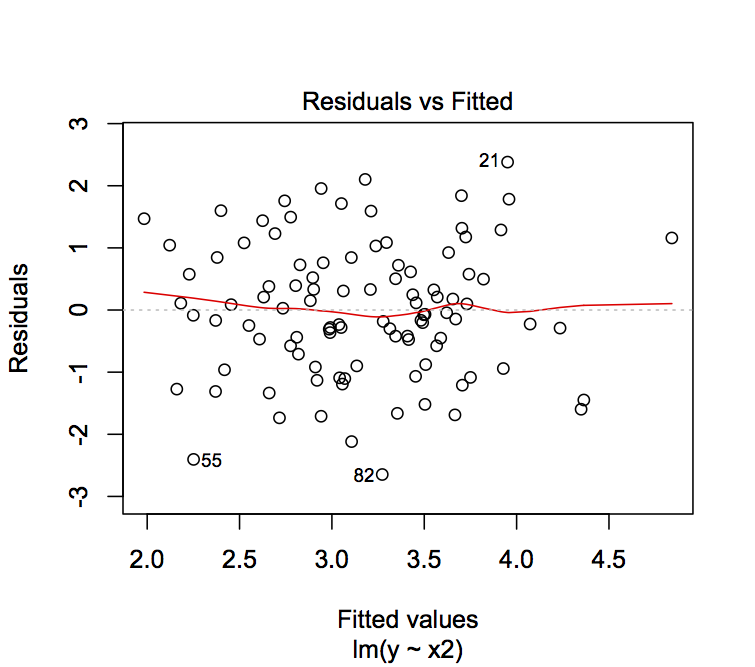 Residuals vs Fitted
3
2
1
0
-1
-2
-3
Residuals
21
55
82
2.0 2.5 3.0 3.5 4.0 4.5
Fitted values
lm(y ~ x2)